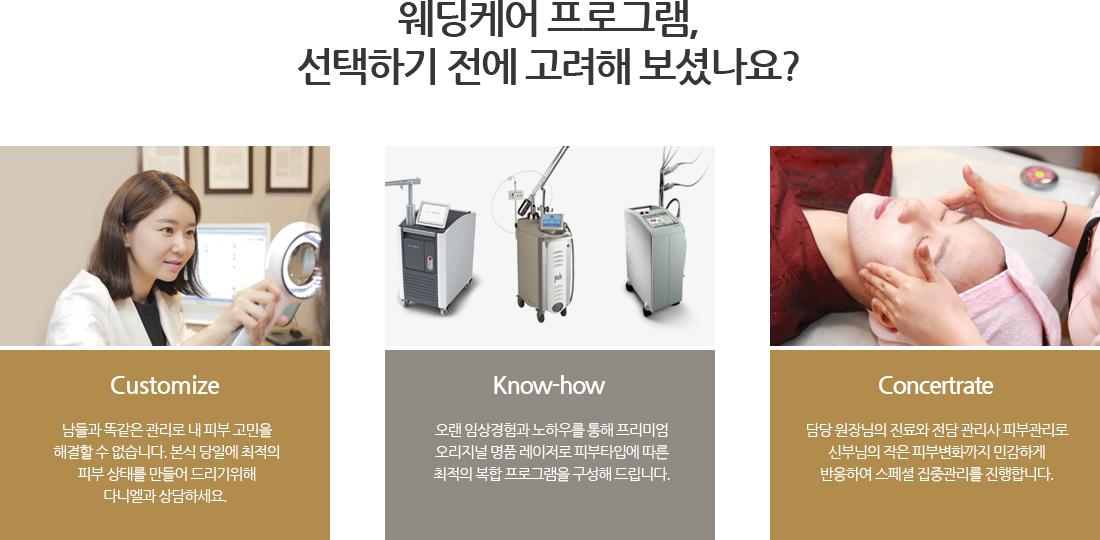 웨딩케어 프로그램,
선택하기 전에 고려해 보셨나요?
Customize
남들과 똑같은 관리로 내 피부 고민을
해결할 수 없습니다. 본식 당일에 최적의
피부 상태를 만들어 드리기위해
다니엘과 상담하세요.
Know-how
오랜 임상경험과 노하우를 통해 프리미엄
오리지널 명품 레이저로 피부타입에 따른
최적의 복합 프로그램을 구성해 드립니다.
Concertrate
담당 원장님의 진료와 전담 관리사 피부관리로
신부님의 작은 피부변화까지 민감하게
반응하여 스페셜 집중관리를 진행합니다.